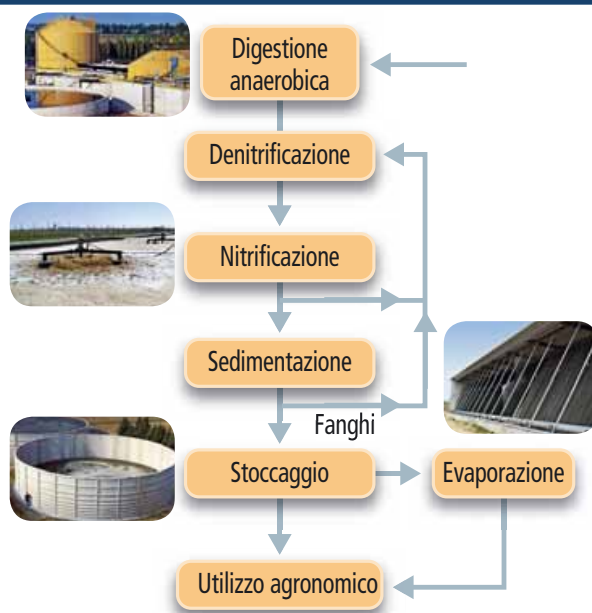 Digestione
anaerobica
Denitrificazione
Nitrificazione
Sedimentazione
Fanghi
Stoccaggio
Evaporazione
Utilizzo agronomico